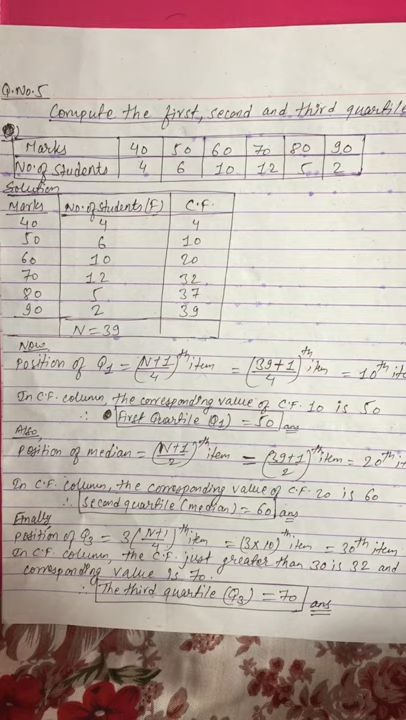 Q.No.5
Compute the first, second and third quartile
Marks 40 50 60 70 80 90
No.of Students 4 6 10 12 5 2
Solution
Marks No.of Students (F) C.F.
40 4 4
50 6 10
60 10 20
70 12 32
80 5 37
90 2 39
N = 39
Now
Position of Q1 = (N+1/4)th item = (39+1/4)th item = 10th ite
In C.F. column, the corresponding value of C.F. 10 is 50
∴ First Quartile (Q1) = 50 ans
Also,
Position of median = (N+1/2)th item = (39+1/2)th item = 20th it
In C.F. column, the corresponding value of C.F. 20 is 60
∴ second quartile (median) = 60 ans
Finally
position of Q3 = 3(N+1/4)th item = (3×10)th item = 30th item
In C.F. column, the C.F. just greater than 30 is 32 and
corresponding value is 70.
∴ The third quartile (Q3) = 70 ans